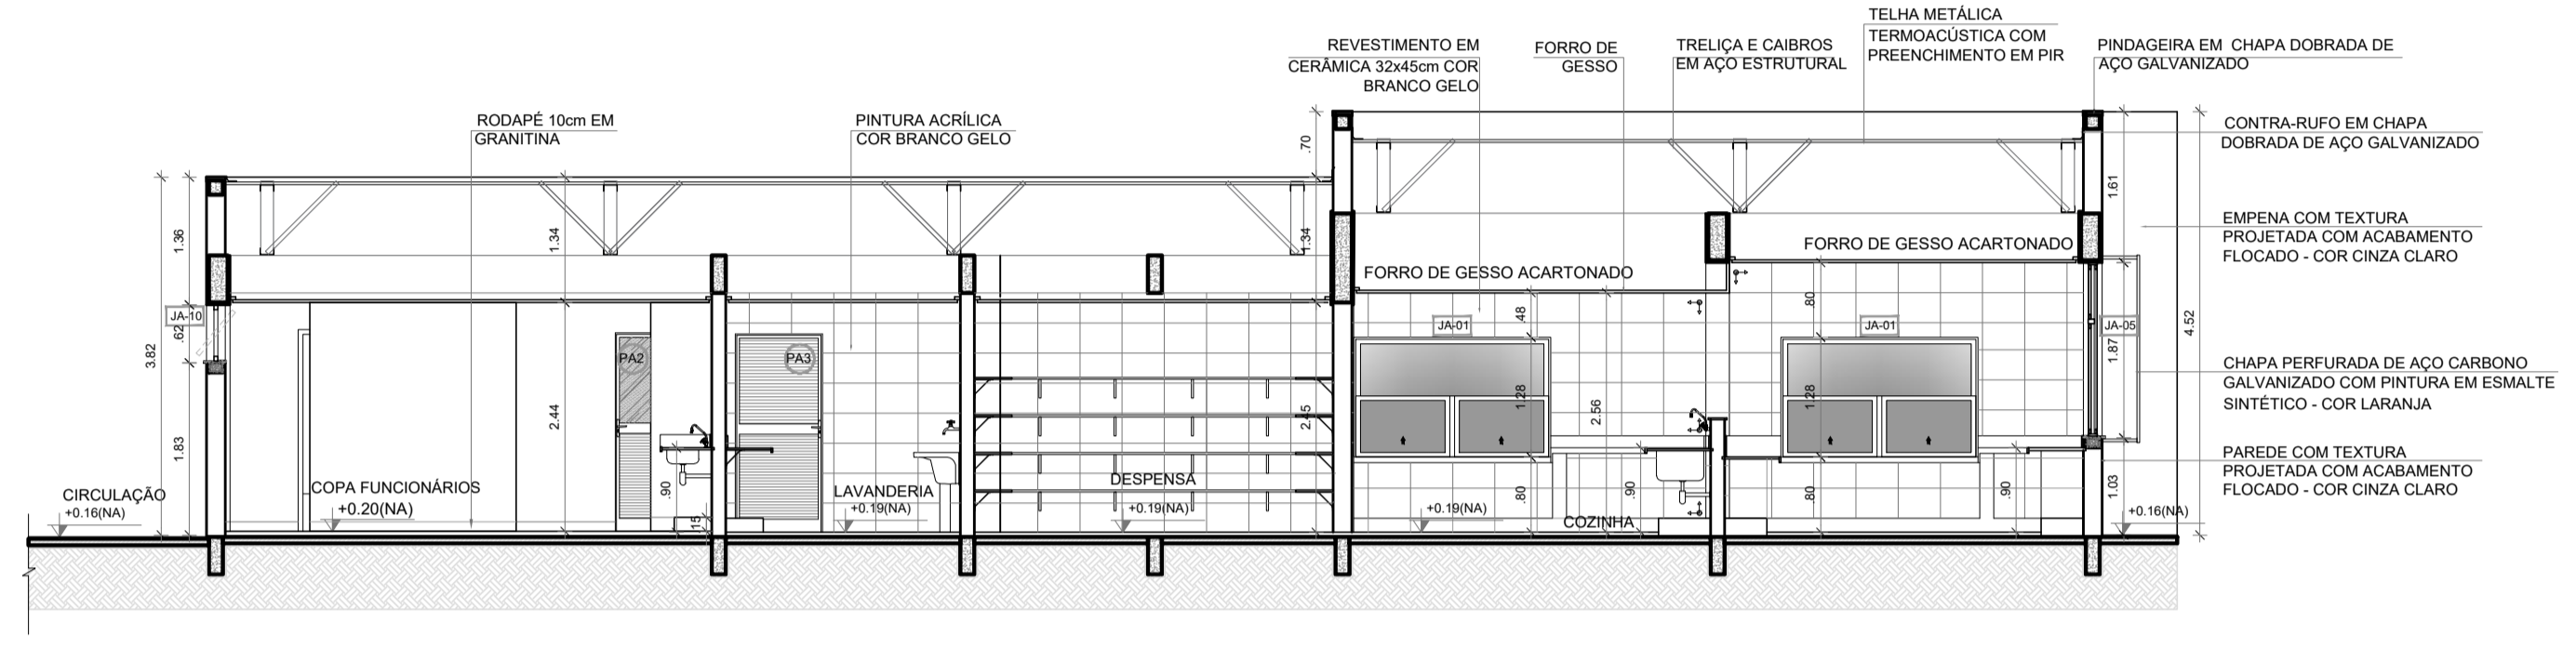 TELHA METÁLICA
TERMOACÚSTICA COM
PREENCHIMENTO EM PIR
REVESTIMENTO EM
CERÂMICA 32x45cm COR
BRANCO GELO
FORRO DE
GESSO
TRELIÇA E CAIBROS
EM AÇO ESTRUTURAL
PINDAGEIRA EM CHAPA DOBRADA DE
AÇO GALVANIZADO
RODAPÉ 10cm EM
GRANITINA
PINTURA ACRÍLICA
COR BRANCO GELO
CONTRA-RUFO EM CHAPA
DOBRADA DE AÇO GALVANIZADO
EMPENA COM TEXTURA
PROJETADA COM ACABAMENTO
FLOCADO - COR CINZA CLARO
CHAPA PERFURADA DE AÇO CARBONO
GALVANIZADO COM PINTURA EM ESMALTE
SINTÉTICO - COR LARANJA
PAREDE COM TEXTURA
PROJETADA COM ACABAMENTO
FLOCADO - COR CINZA CLARO
.70
1.61
1.36
1.34
1.34
FORRO DE GESSO ACARTONADO
FORRO DE GESSO ACARTONADO
JA-10
.62
3.82
1.83
PA2
PA3
2.44
2.45
JA-01
.48
1.28
2.56
.80
JA-01
.80
1.28
.80
JA-05
1.87
4.52
1.03
.90
.15
.90
.90
CIRCULAÇÃO
+0.16(NA)
COPA FUNCIONÁRIOS
+0.20(NA)
LAVANDERIA
+0.19(NA)
DESPENSA
+0.19(NA)
+0.19(NA)
COZINHA
+0.16(NA)